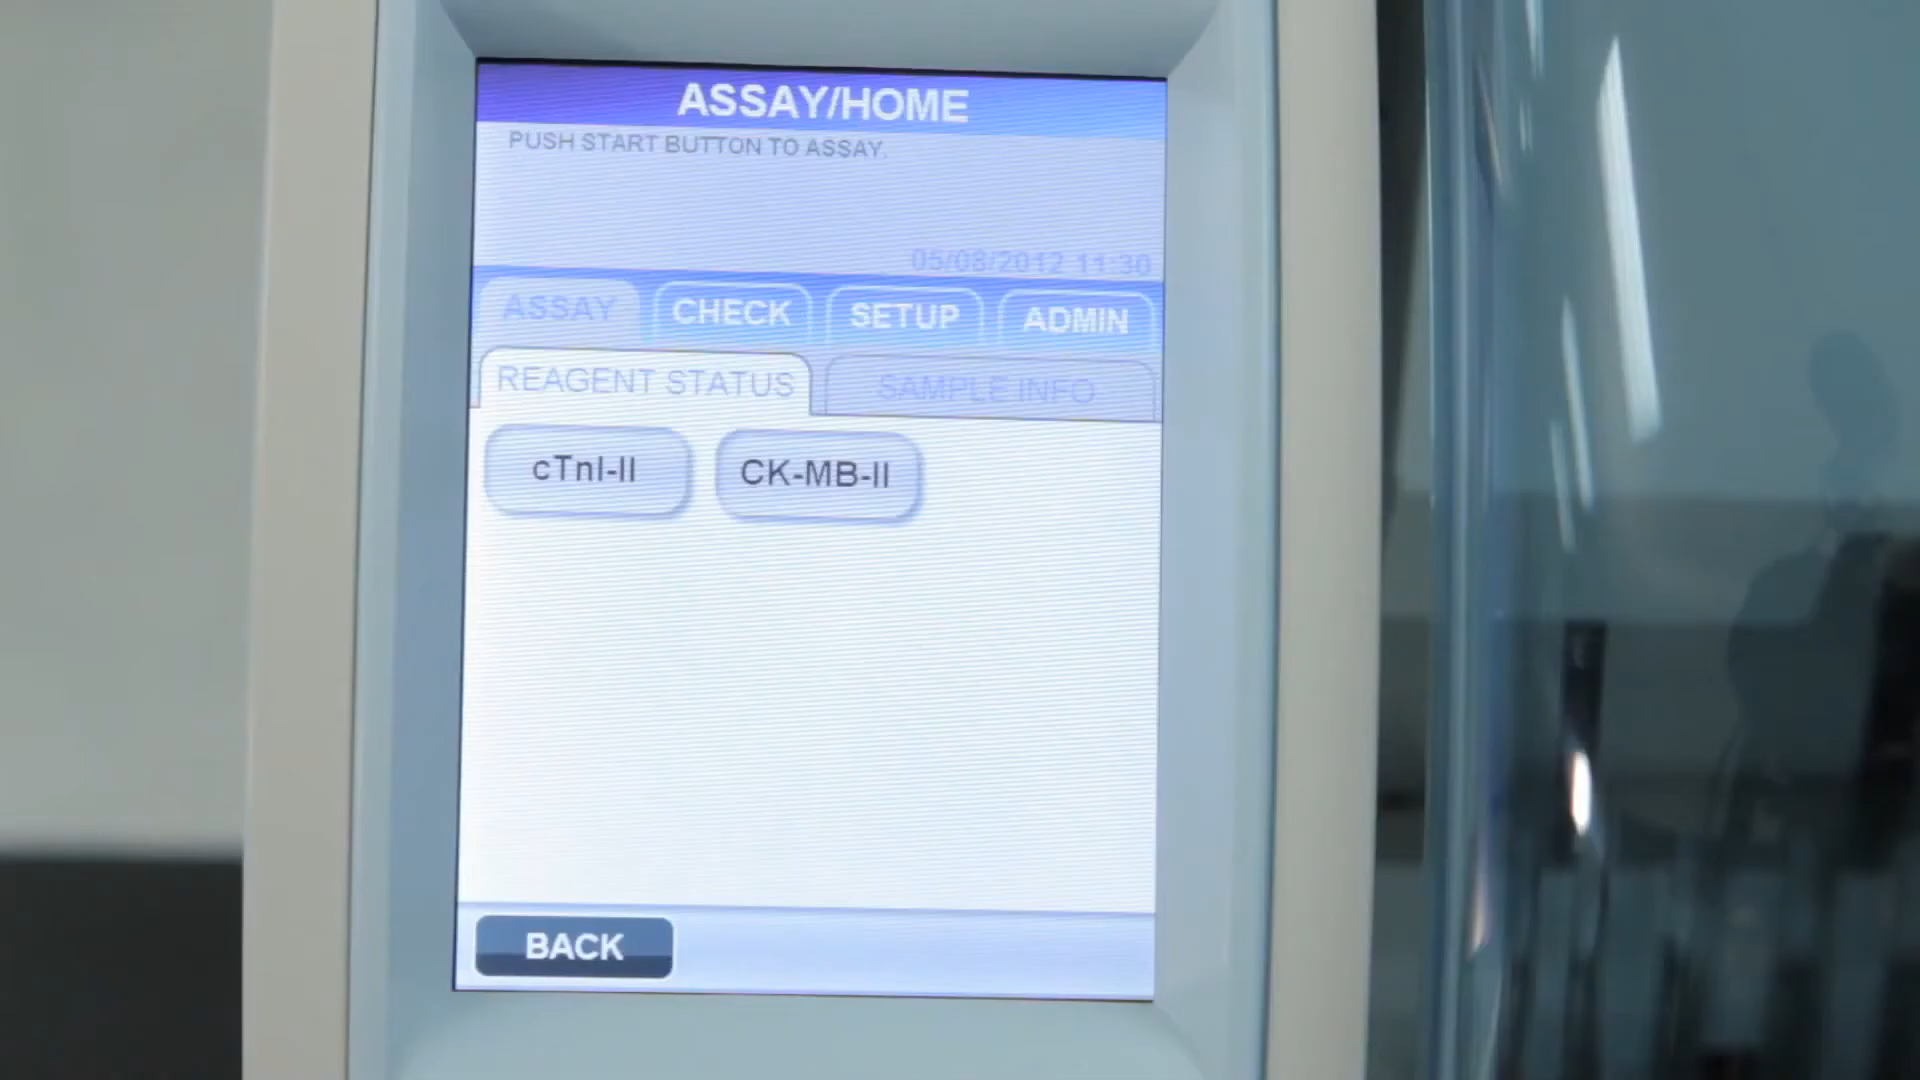 ASSAY/HOME
PUSH START BUTTON TO ASSAY.
05/08/2012 11:30
ASSAY CHECK SETUP ADMIN
REAGENT STATUS SAMPLE INFO
cTnI-II CK-MB-II
BACK